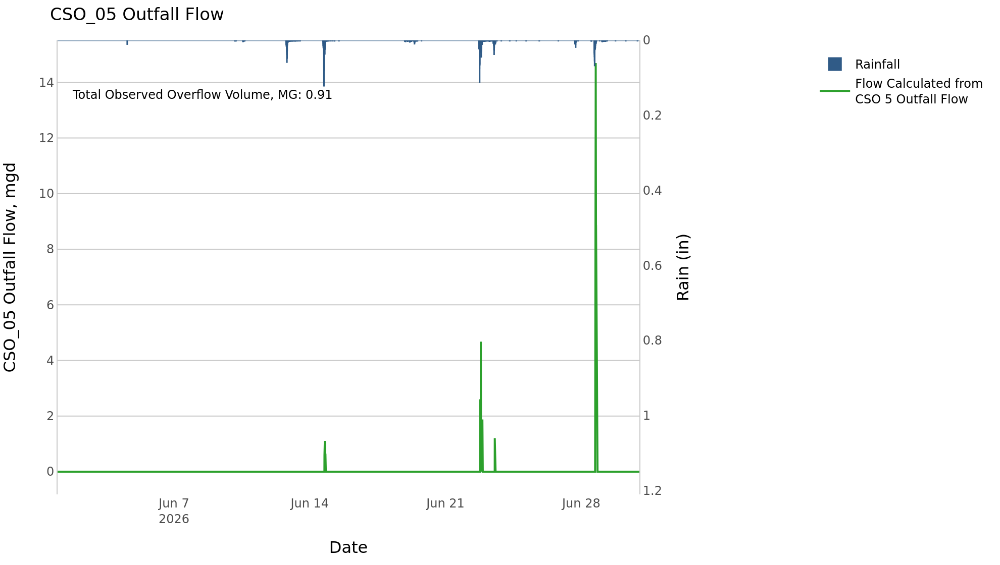 CSO_05 Outfall Flow
Total Observed Overflow Volume, MG: 0.91
CSO_05 Outfall Flow, mgd
14
12
10
8
6
4
2
0
0
0.2
0.4
0.6
0.8
1
1.2
Rain (in)
Jun 7
2026
Jun 14
Jun 21
Jun 28
Date
Rainfall
Flow Calculated from
CSO 5 Outfall Flow